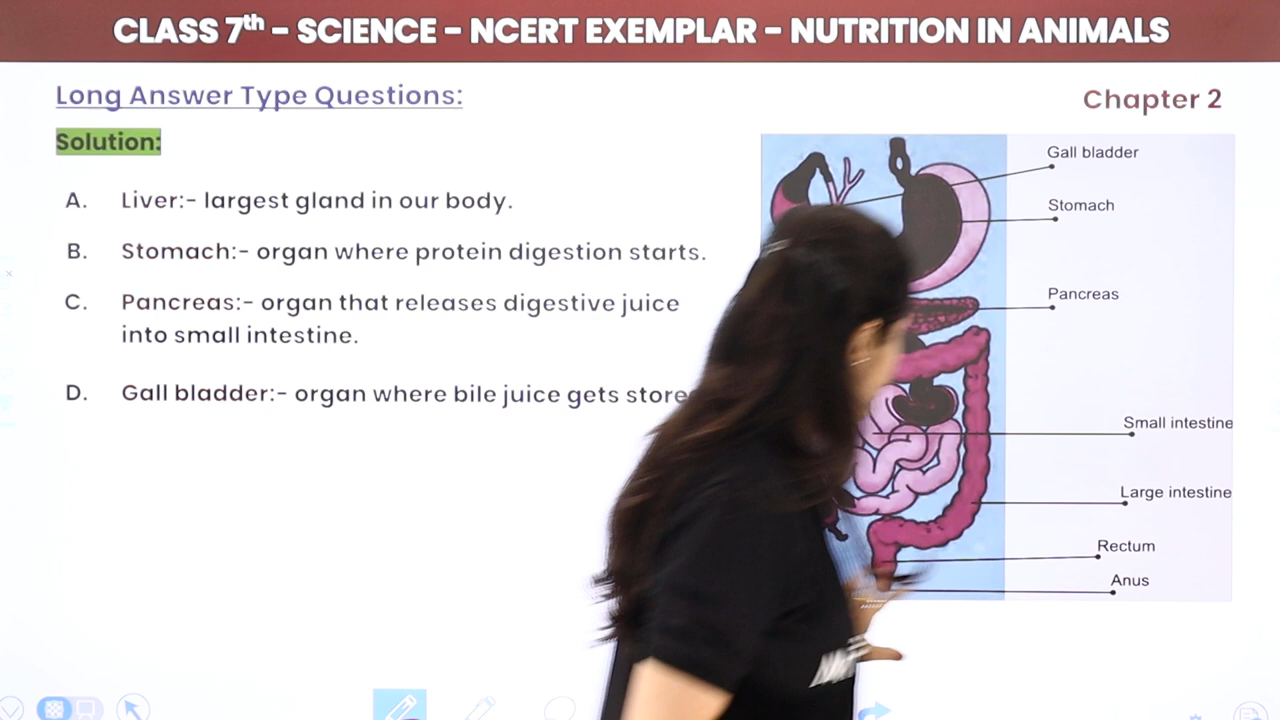 CLASS 7th – SCIENCE – NCERT EXEMPLAR – NUTRITION IN ANIMALS
Long Answer Type Questions:
Chapter 2
Solution:
A. Liver:- largest gland in our body.
B. Stomach:- organ where protein digestion starts.
C. Pancreas:- organ that releases digestive juice
into small intestine.
D. Gall bladder:- organ where bile juice gets
Gall bladder
Stomach
Pancreas
Small intestine
Large intestine
Rectum
Anus